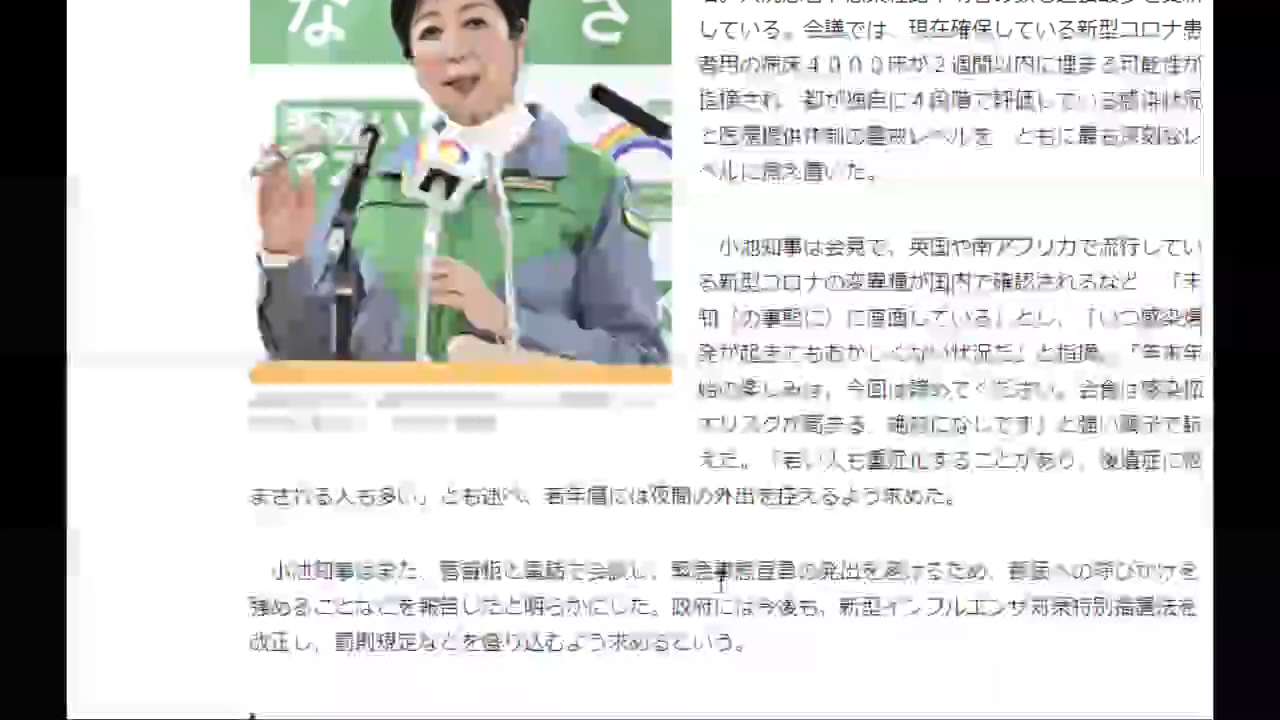 な さ
している。会議では、現在確保している新型コロナ患
者用の病床４０００床が２週間以内に埋まる可能性が
指摘され、都が独自に４段階で評価している感染状況
と医療提供体制の警戒レベルを、ともに最も深刻なレ
ベルに据え置いた。
小池知事は会見で、英国や南アフリカで流行してい
る新型コロナの変異種が国内で確認されるなど、「未
知（の事態に）に直面している」とし、「いつ感染爆
発が起きてもおかしくない状況だ」と指摘。「年末年
始の楽しみは、今回は諦めてください。会食は感染拡
大リスクが高まる。絶対になしです」と強い調子で訴
えた。「若い人も重症化することがあり、後遺症に悩
まされる人も多い」とも述べ、若年層には夜間の外出を控えるよう求めた。
小池知事はまた、菅首相と電話で会談し、緊急事態宣言の発出を避けるため、都民への呼びかけを
強めることなどを報告したと明らかにした。政府には今後も、新型インフルエンザ対策特別措置法を
改正し、罰則規定などを盛り込むよう求めるという。